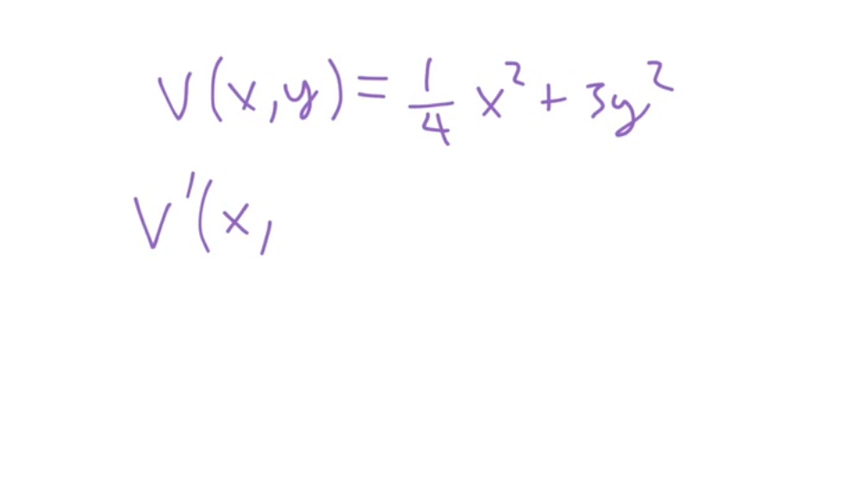 V(x,y) = 1/4 x² + 3y²
V'(x,